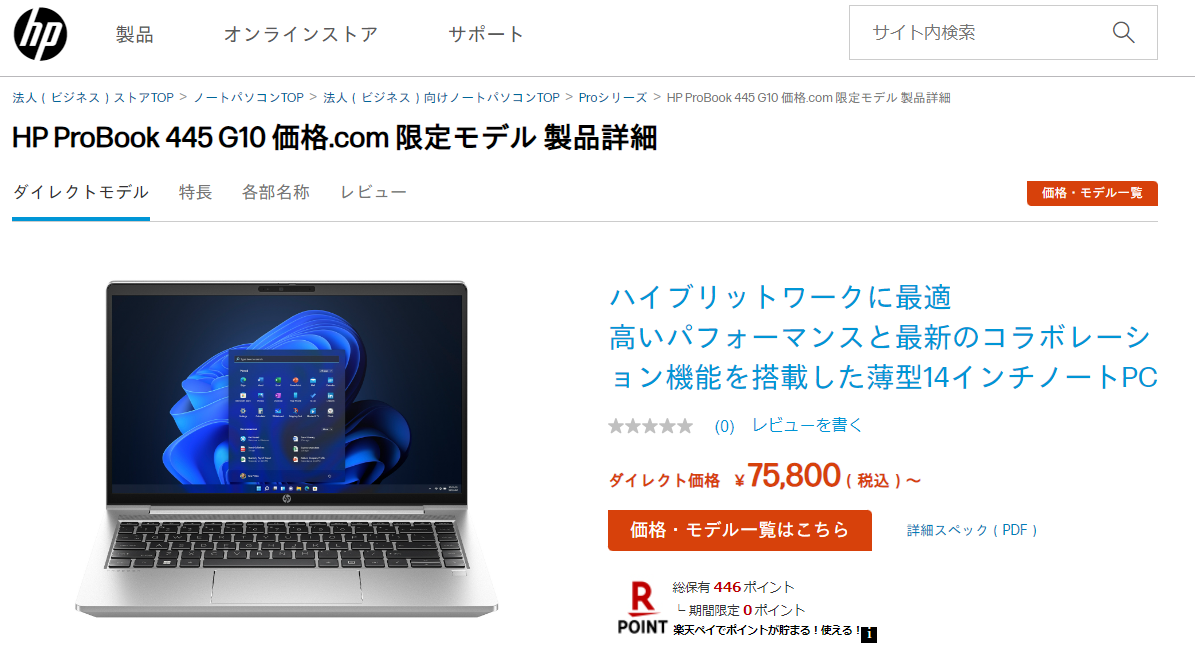 hp
製品
オンラインストア
サポート
サイト内検索
法人 ( ビジネス ) ストアTOP > ノートパソコンTOP > 法人 ( ビジネス ) 向けノートパソコンTOP > Proシリーズ > HP ProBook 445 G10 価格.com 限定モデル 製品詳細
HP ProBook 445 G10 価格.com 限定モデル 製品詳細
ダイレクトモデル
特長
各部名称
レビュー
価格・モデル一覧
ハイブリットワークに最適
高いパフォーマンスと最新のコラボレーシ
ョン機能を搭載した薄型14インチノートPC
(0) レビューを書く
ダイレクト価格 ¥75,800 ( 税込 ) ～
価格・モデル一覧はこちら
詳細スペック ( PDF )
R
POINT
総保有 446 ポイント
└ 期間限定 0 ポイント
楽天ペイでポイントが貯まる！使える！ i